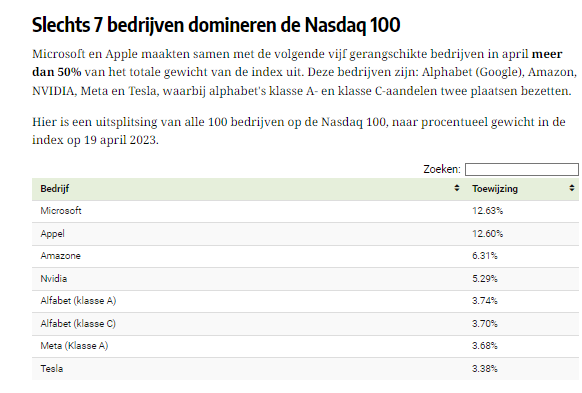 Slechts 7 bedrijven domineren de Nasdaq 100
Microsoft en Apple maakten samen met de volgende vijf gerangschikte bedrijven in april meer
dan 50% van het totale gewicht van de index uit. Deze bedrijven zijn: Alphabet (Google), Amazon,
NVIDIA, Meta en Tesla, waarbij alphabet's klasse A- en klasse C-aandelen twee plaatsen bezetten.
Hier is een uitsplitsing van alle 100 bedrijven op de Nasdaq 100, naar procentueel gewicht in de
index op 19 april 2023.
Zoeken:
Bedrijf Toewijzing
Microsoft 12.63%
Appel 12.60%
Amazone 6.31%
Nvidia 5.29%
Alfabet (klasse A) 3.74%
Alfabet (klasse C) 3.70%
Meta (Klasse A) 3.68%
Tesla 3.38%